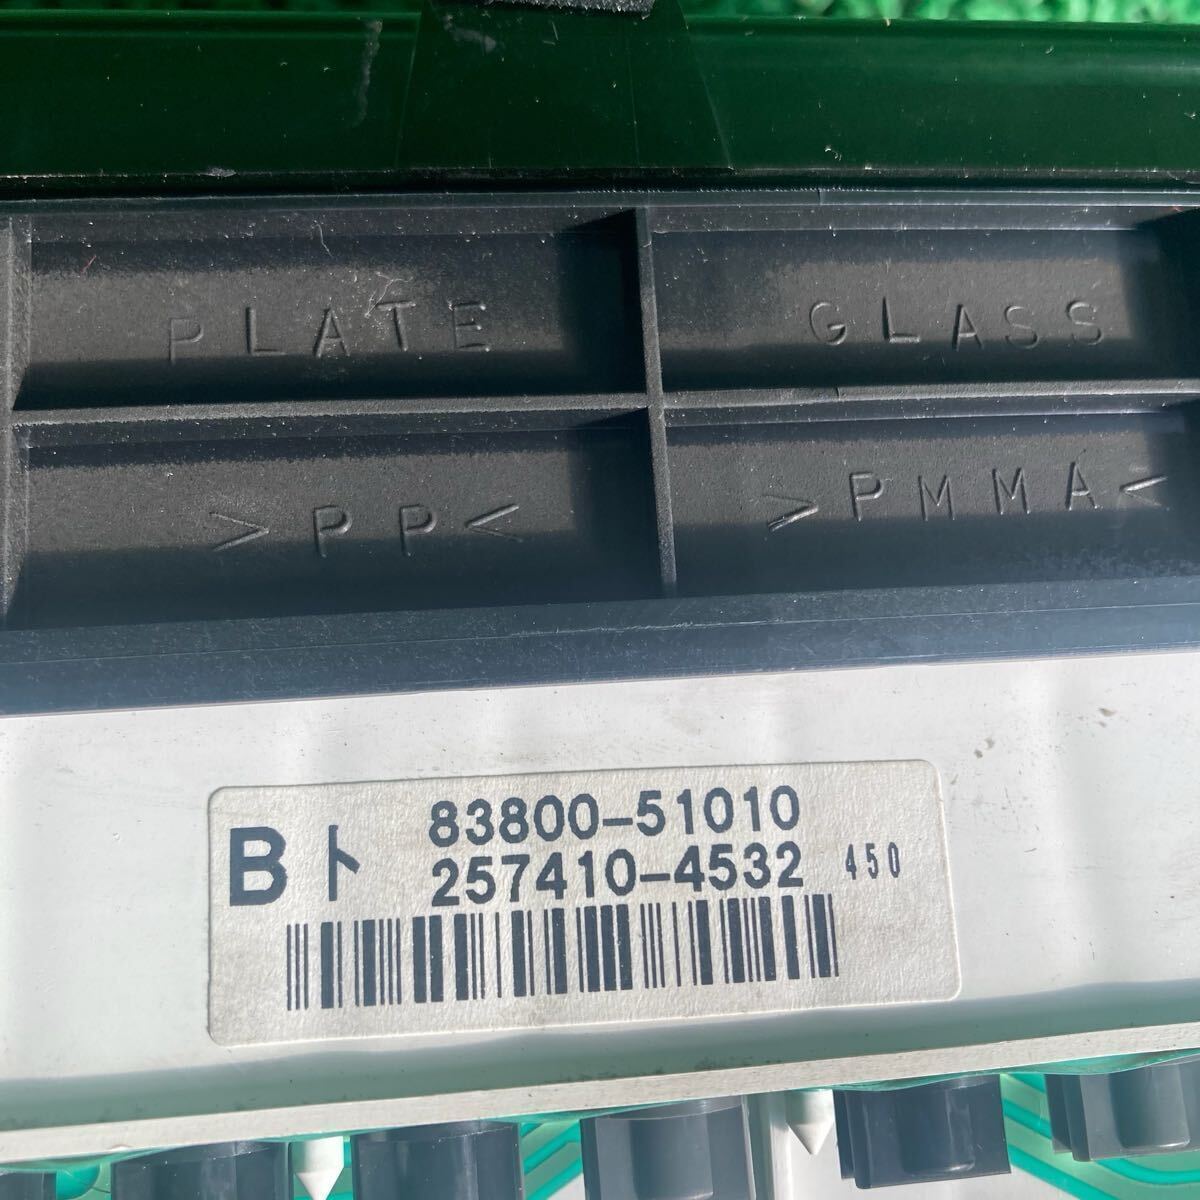 PLATE GLASS
>PP< >PMMA<
83800-51010
Bト 257410-4532 450